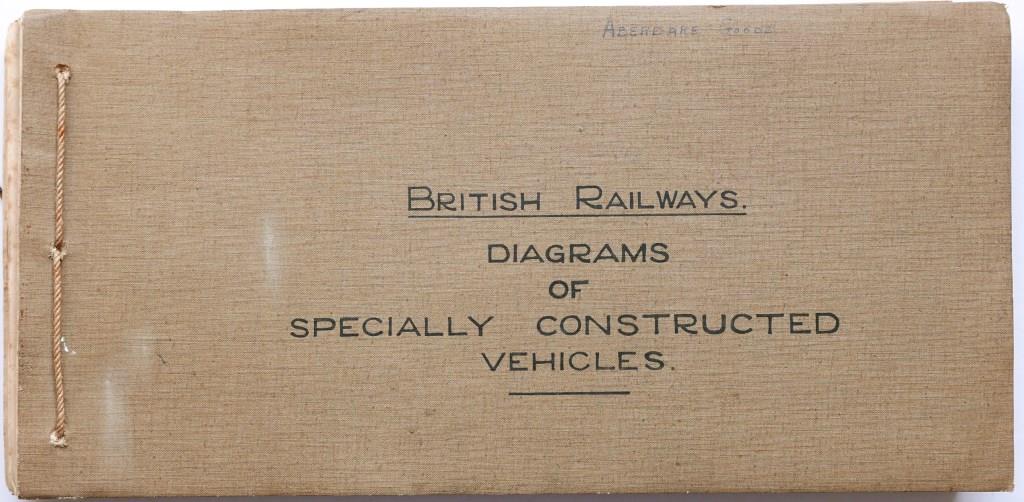 ABERDARE GOODS
BRITISH RAILWAYS.
DIAGRAMS
OF
SPECIALLY CONSTRUCTED
VEHICLES.